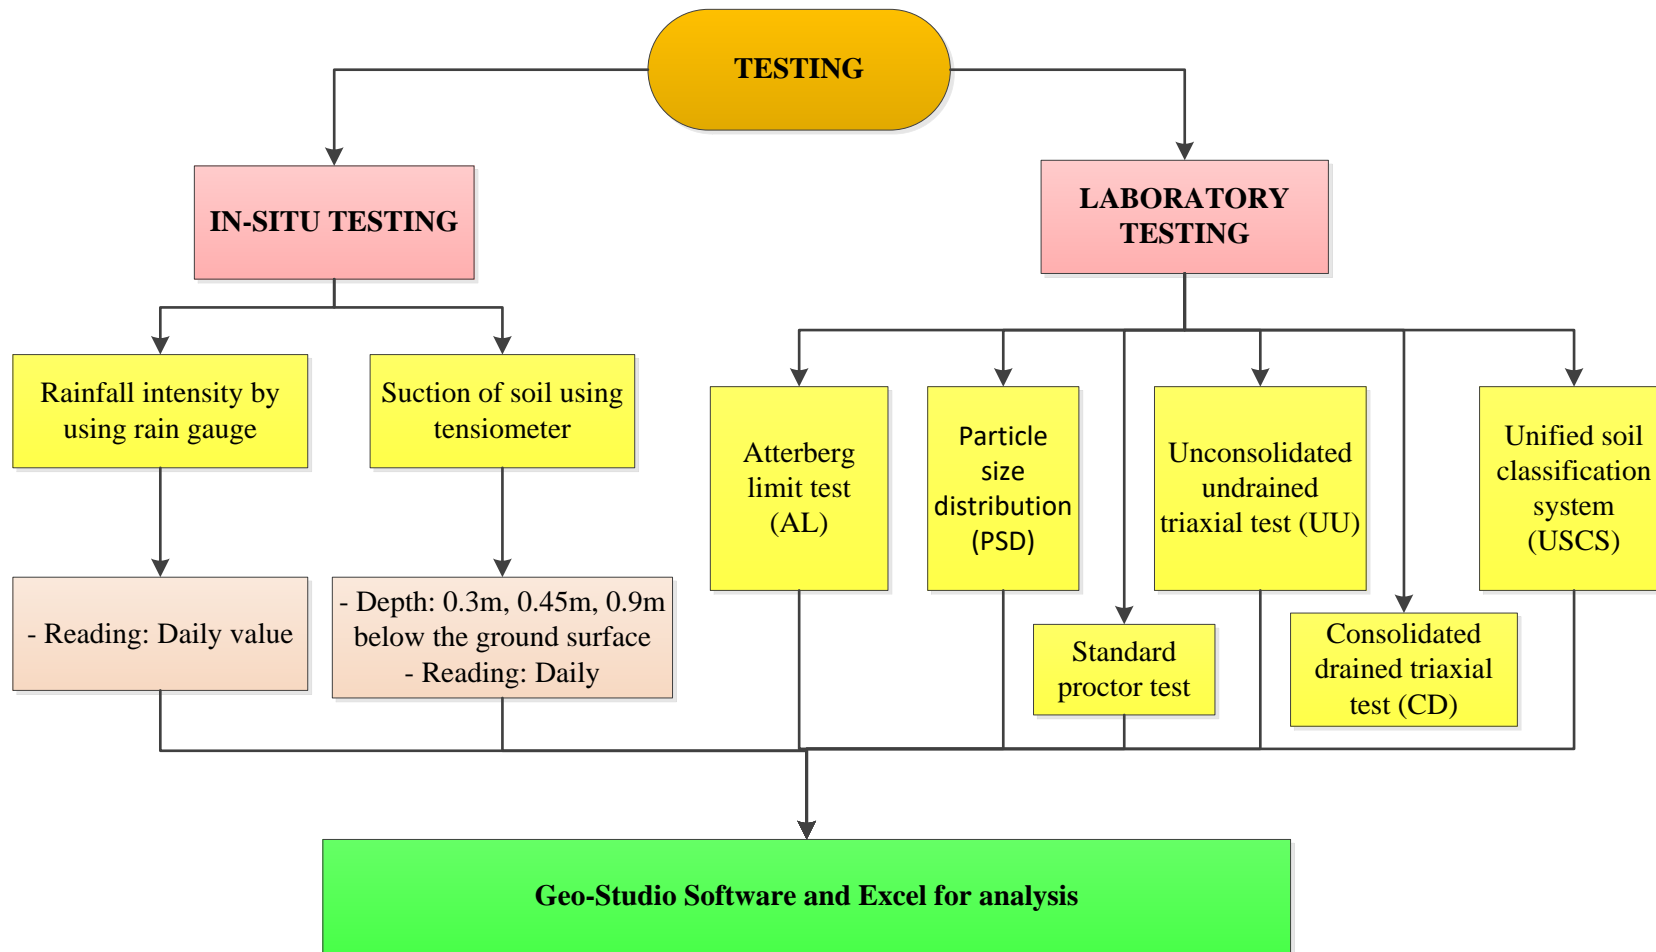 TESTING
IN-SITU TESTING
LABORATORY
TESTING
Rainfall intensity by
using rain gauge
Suction of soil using
tensiometer
Atterberg
limit test
(AL)
Particle
size
distribution
(PSD)
Unconsolidated
undrained
triaxial test (UU)
Unified soil
classification
system
(USCS)
- Reading: Daily value
- Depth: 0.3m, 0.45m, 0.9m
below the ground surface
- Reading: Daily
Standard
proctor test
Consolidated
drained triaxial
test (CD)
Geo-Studio Software and Excel for analysis